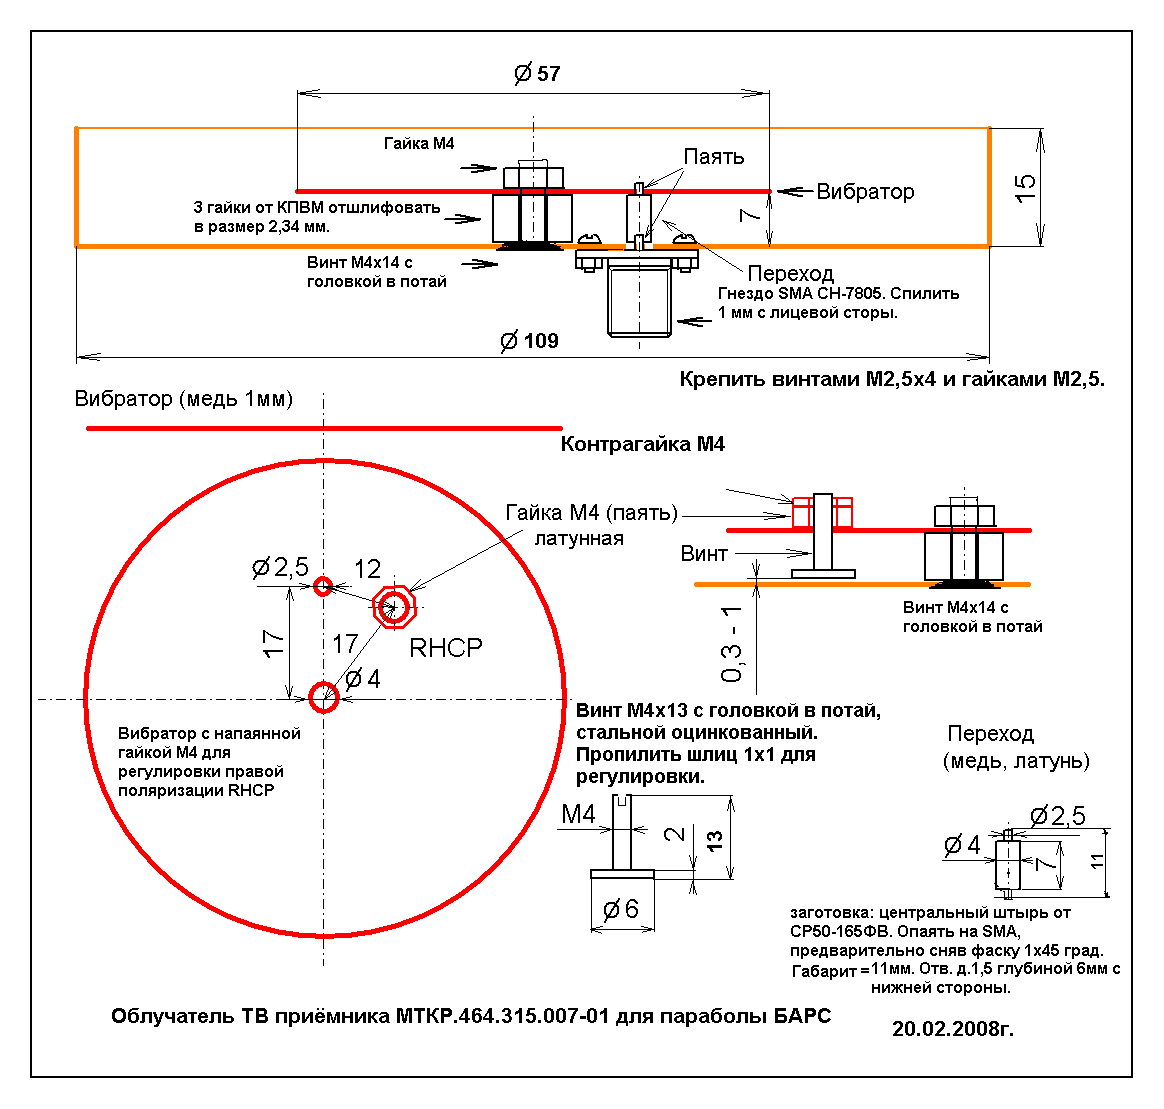 Ø 57
Гайка М4
Паять
Вибратор
15
3 гайки от КПВМ отшлифовать
в размер 2,34 мм.
7
Винт М4х14 с
головкой в потай
Переход
Гнездо SMA CH-7805. Спилить
1 мм с лицевой сторы.
Ø 109
Крепить винтами М2,5х4 и гайками М2,5.
Вибратор (медь 1мм)
Контрагайка М4
Гайка М4 (паять)
латунная
Винт
Ø2,5
12
17
17
RHCP
Ø 4
Винт М4х14 с
головкой в потай
0,3 - 1
Вибратор с напаянной
гайкой М4 для
регулировки правой
поляризации RHCP
Винт М4х13 с головкой в потай,
стальной оцинкованный.
Пропилить шлиц 1х1 для
регулировки.
М4
2
13
Ø 6
Переход
(медь, латунь)
Ø2,5
Ø 4
7
11
заготовка: центральный штырь от
СР50-165ФВ. Опаять на SMA,
предварительно сняв фаску 1х45 град.
Габарит =11мм. Отв. д.1,5 глубиной 6мм с
нижней стороны.
Облучатель ТВ приёмника МТКР.464.315.007-01 для параболы БАРС
20.02.2008г.